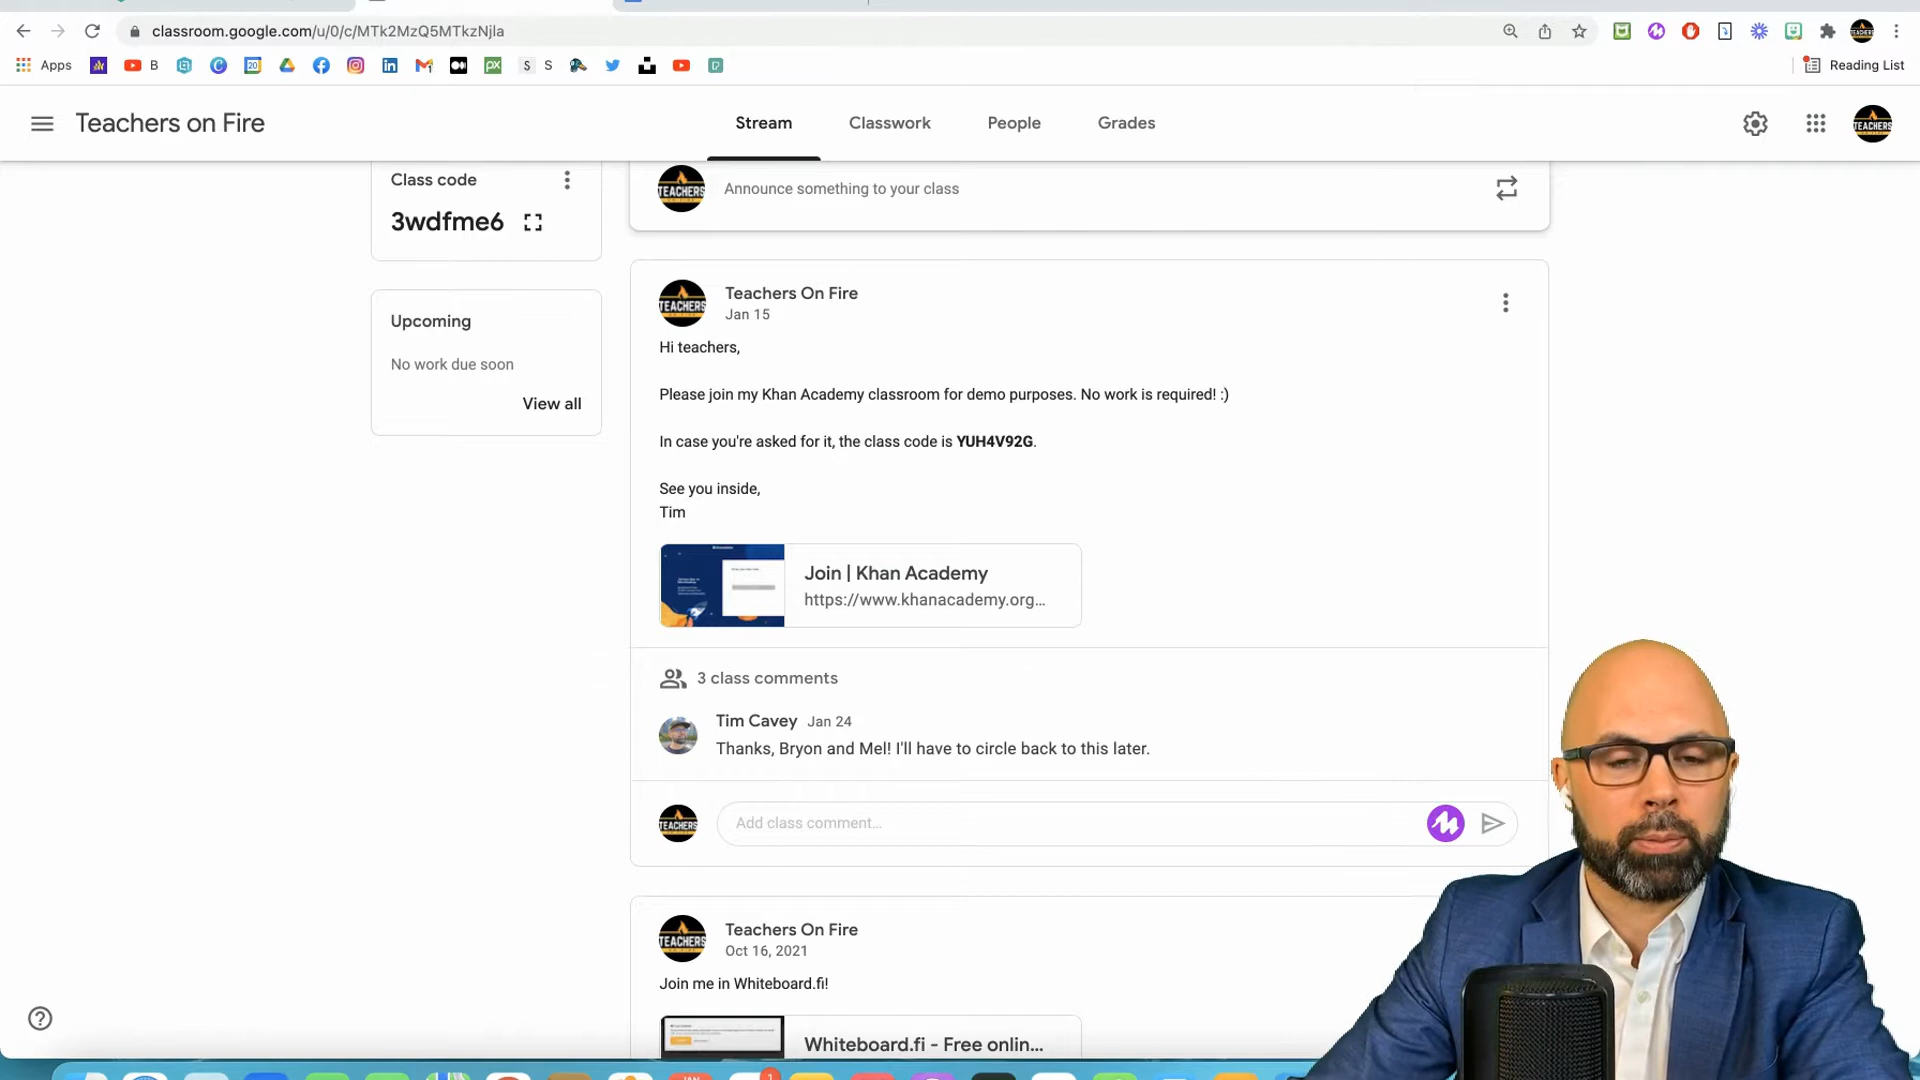 classroom.google.com/u/0/c/MTk2MzQ5MTkzNjla
Apps
B
S
Reading List
Teachers on Fire
Stream
Classwork
People
Grades
TEACHERS
Class code
3wdfme6
TEACHERS
Announce something to your class
Upcoming
No work due soon
View all
TEACHERS
Teachers On Fire
Jan 15
Hi teachers,
Please join my Khan Academy classroom for demo purposes. No work is required! :)
In case you're asked for it, the class code is YUH4V92G.
See you inside,
Tim
Join | Khan Academy
https://www.khanacademy.org...
3 class comments
Tim Cavey Jan 24
Thanks, Bryon and Mel! I'll have to circle back to this later.
TEACHERS
Add class comment...
TEACHERS
Teachers On Fire
Oct 16, 2021
Join me in Whiteboard.fi!
Whiteboard.fi - Free onlin...